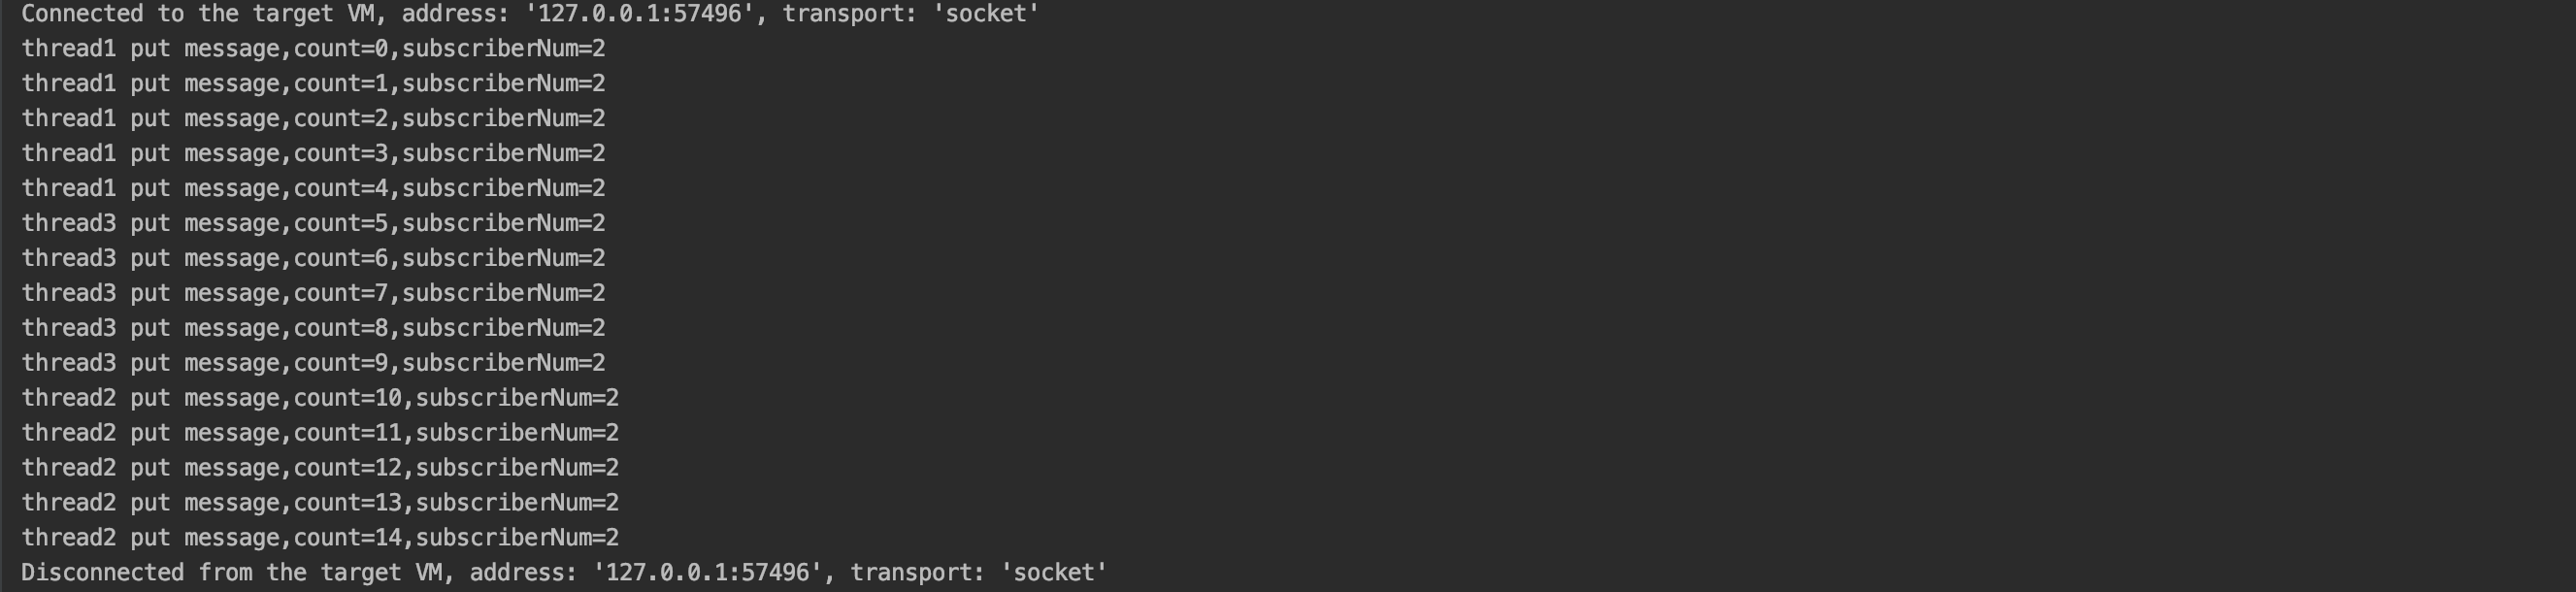 Connected to the target VM, address: '127.0.0.1:57496', transport: 'socket'
thread1 put message,count=0,subscriberNum=2
thread1 put message,count=1,subscriberNum=2
thread1 put message,count=2,subscriberNum=2
thread1 put message,count=3,subscriberNum=2
thread1 put message,count=4,subscriberNum=2
thread3 put message,count=5,subscriberNum=2
thread3 put message,count=6,subscriberNum=2
thread3 put message,count=7,subscriberNum=2
thread3 put message,count=8,subscriberNum=2
thread3 put message,count=9,subscriberNum=2
thread2 put message,count=10,subscriberNum=2
thread2 put message,count=11,subscriberNum=2
thread2 put message,count=12,subscriberNum=2
thread2 put message,count=13,subscriberNum=2
thread2 put message,count=14,subscriberNum=2
Disconnected from the target VM, address: '127.0.0.1:57496', transport: 'socket'